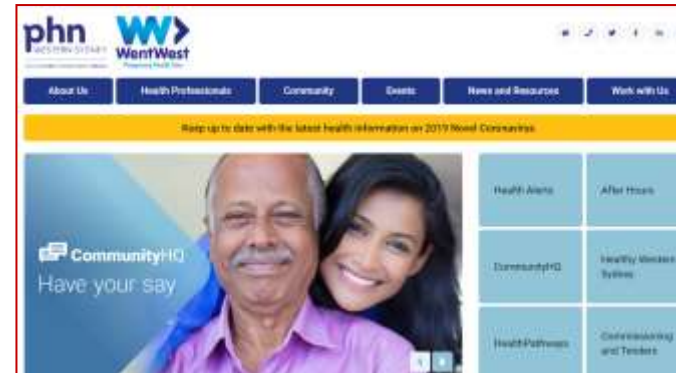 phn
WESTERN SYDNEY
WentWest
About Us
Health Professionals
Community
Events
News and Resources
Work with Us
Keep up to date with the latest health information on 2019 Novel Coronavirus
CommunityHQ
Have your say
Health Alerts
After Hours
CommunityHQ
Healthy Western
Sydney
HealthPathways
Commissioning
and Tenders